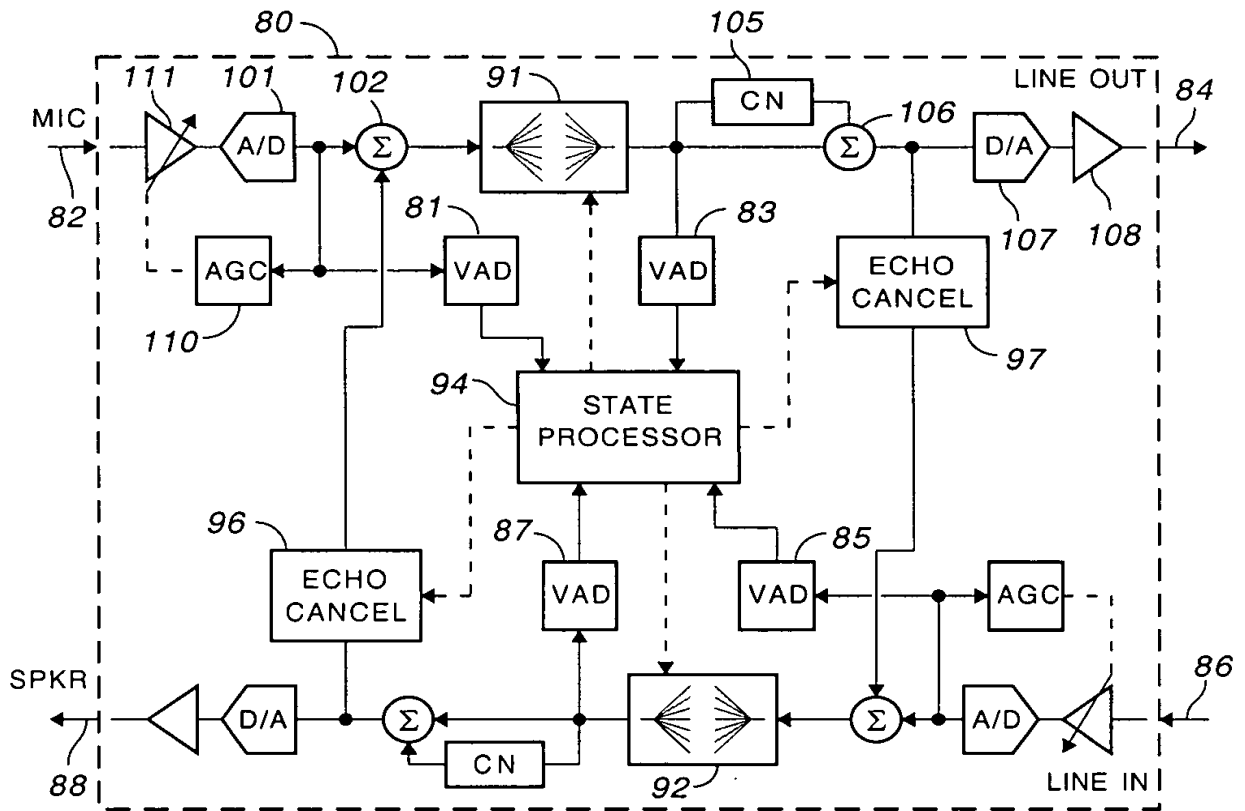 80
105
111
101
102
91
LINE OUT
MIC
CN
106
84
A/D
Σ
Σ
D/A
82
81
83
107
108
AGC
VAD
VAD
ECHO
CANCEL
110
97
94
STATE
PROCESSOR
96
87
85
ECHO
CANCEL
VAD
VAD
AGC
SPKR
86
D/A
Σ
Σ
A/D
88
CN
92
LINE IN